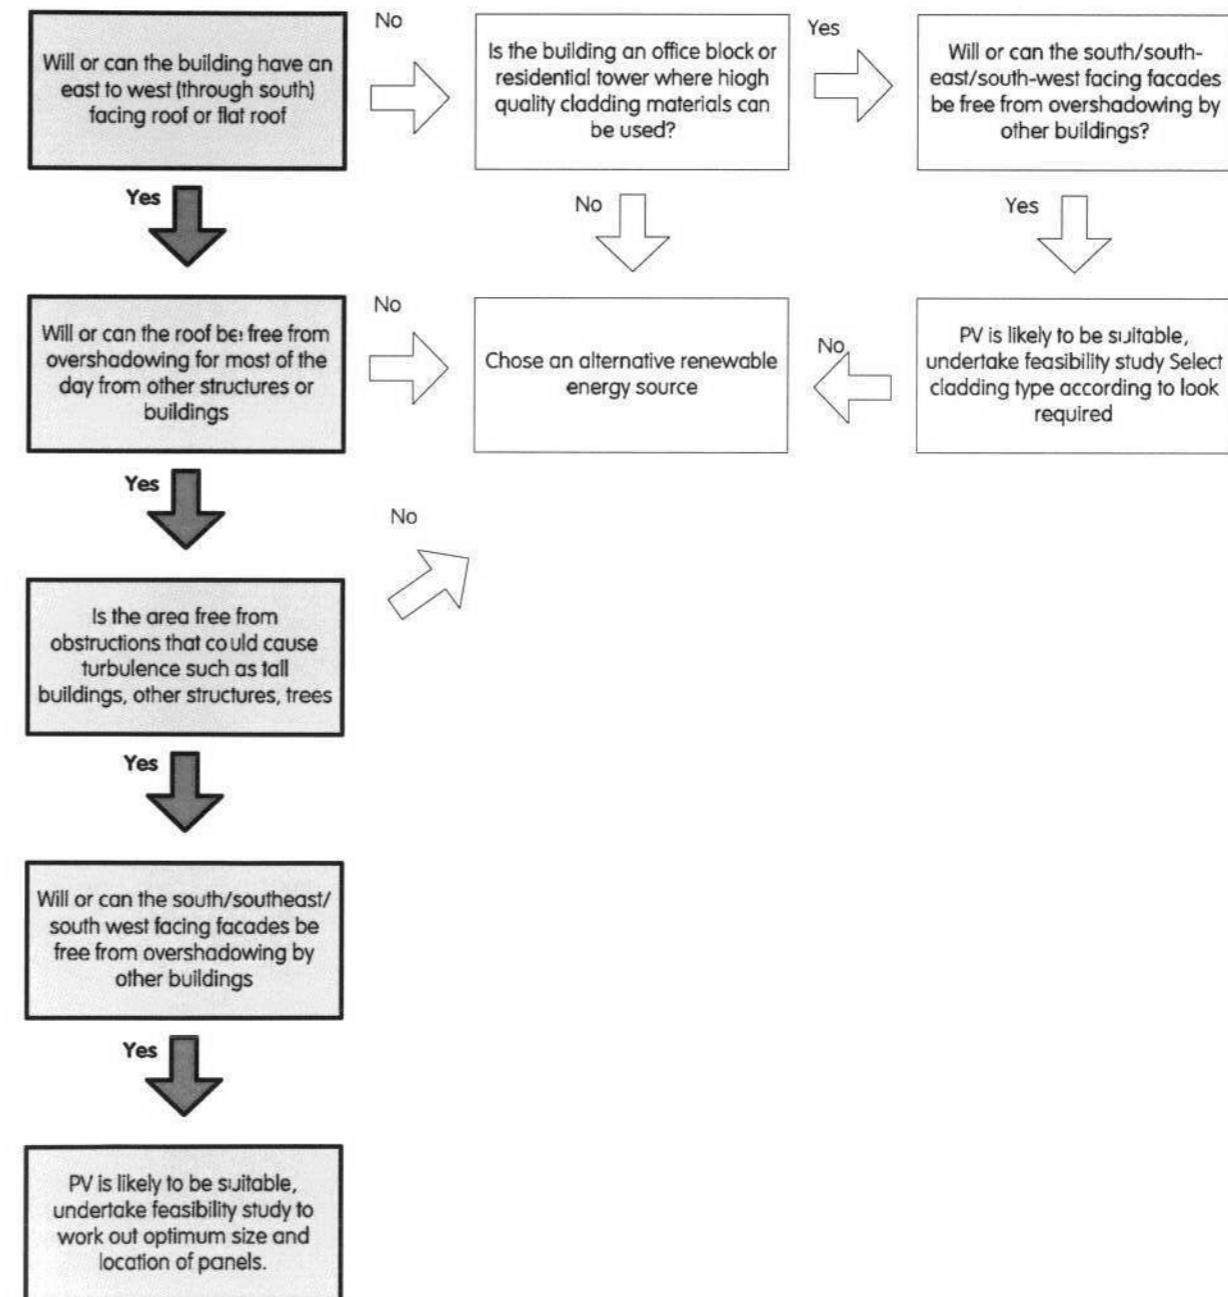 Will or can the building have an
east to west (through south)
facing roof or flat roof
No
Is the building an office block or
residential tower where hiogh
quality cladding materials can
be used?
Yes
Will or can the south/south-
east/south-west facing facades
be free from overshadowing by
other buildings?
Yes
No
Yes
Will or can the roof be free from
overshadowing for most of the
day from other structures or
buildings
No
Chose an alternative renewable
energy source
No
PV is likely to be suitable,
undertake feasibility study Select
cladding type according to look
required
Yes
No
Is the area free from
obstructions that could cause
turbulence such as tall
buildings, other structures, trees
Yes
Will or can the south/southeast/
south west facing facades be
free from overshadowing by
other buildings
Yes
PV is likely to be suitable,
undertake feasibility study to
work out optimum size and
location of panels.